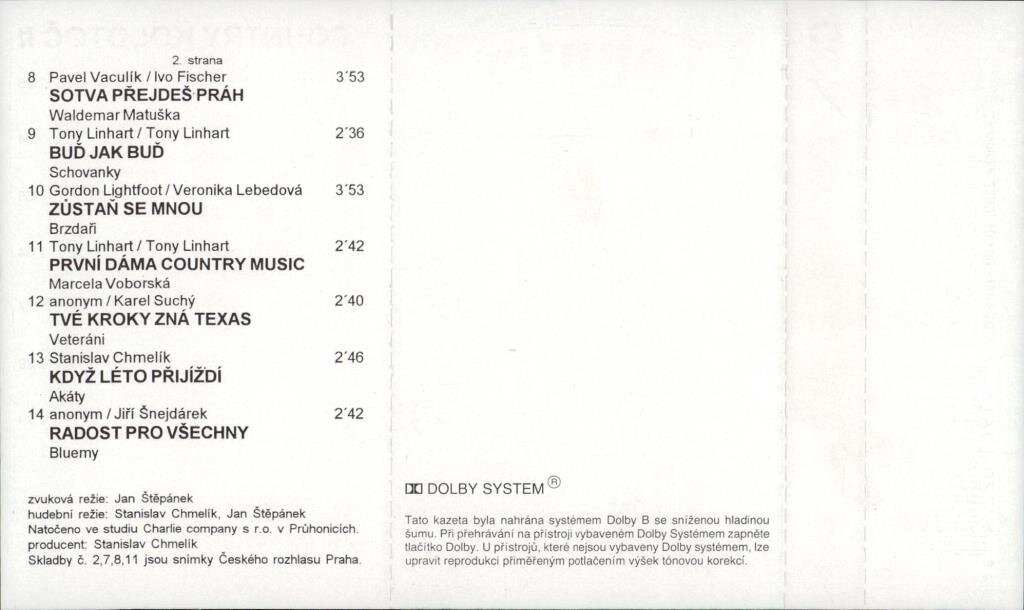 2. strana
8 Pavel Vaculík / Ivo Fischer 3´53
SOTVA PŘEJDEŠ PRÁH
Waldemar Matuška
9 Tony Linhart / Tony Linhart 2´36
BUĎ JAK BUĎ
Schovanky
10 Gordon Lightfoot / Veronika Lebedová 3´53
ZŮSTAŇ SE MNOU
Brzdaři
11 Tony Linhart / Tony Linhart 2´42
PRVNÍ DÁMA COUNTRY MUSIC
Marcela Voborská
12 anonym / Karel Suchý 2´40
TVÉ KROKY ZNÁ TEXAS
Veteráni
13 Stanislav Chmelík 2´46
KDYŽ LÉTO PŘIJÍŽDÍ
Akáty
14 anonym / Jiří Šnejdárek 2´42
RADOST PRO VŠECHNY
Bluemy
zvuková režie: Jan Štěpánek
hudební režie: Stanislav Chmelík, Jan Štěpánek
Natočeno ve studiu Charlie company s r.o. v Průhonicích.
producent: Stanislav Chmelík
Skladby č. 2,7,8,11 jsou snímky Českého rozhlasu Praha.
DOLBY SYSTEM ®
Tato kazeta byla nahrána systémem Dolby B se sníženou hladinou
šumu. Při přehrávání na přístroji vybaveném Dolby Systémem zapněte
tlačítko Dolby. U přístrojů, které nejsou vybaveny Dolby systémem, lze
upravit reprodukci přiměřeným potlačením výšek tónovou korekcí.